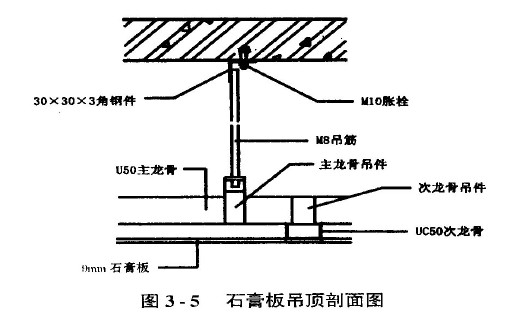 30×30×3角钢件
M10胀栓
M8吊筋
U50主龙骨
主龙骨吊件
次龙骨吊件
UC50次龙骨
9mm 石膏板
图 3-5 石膏板吊顶剖面图